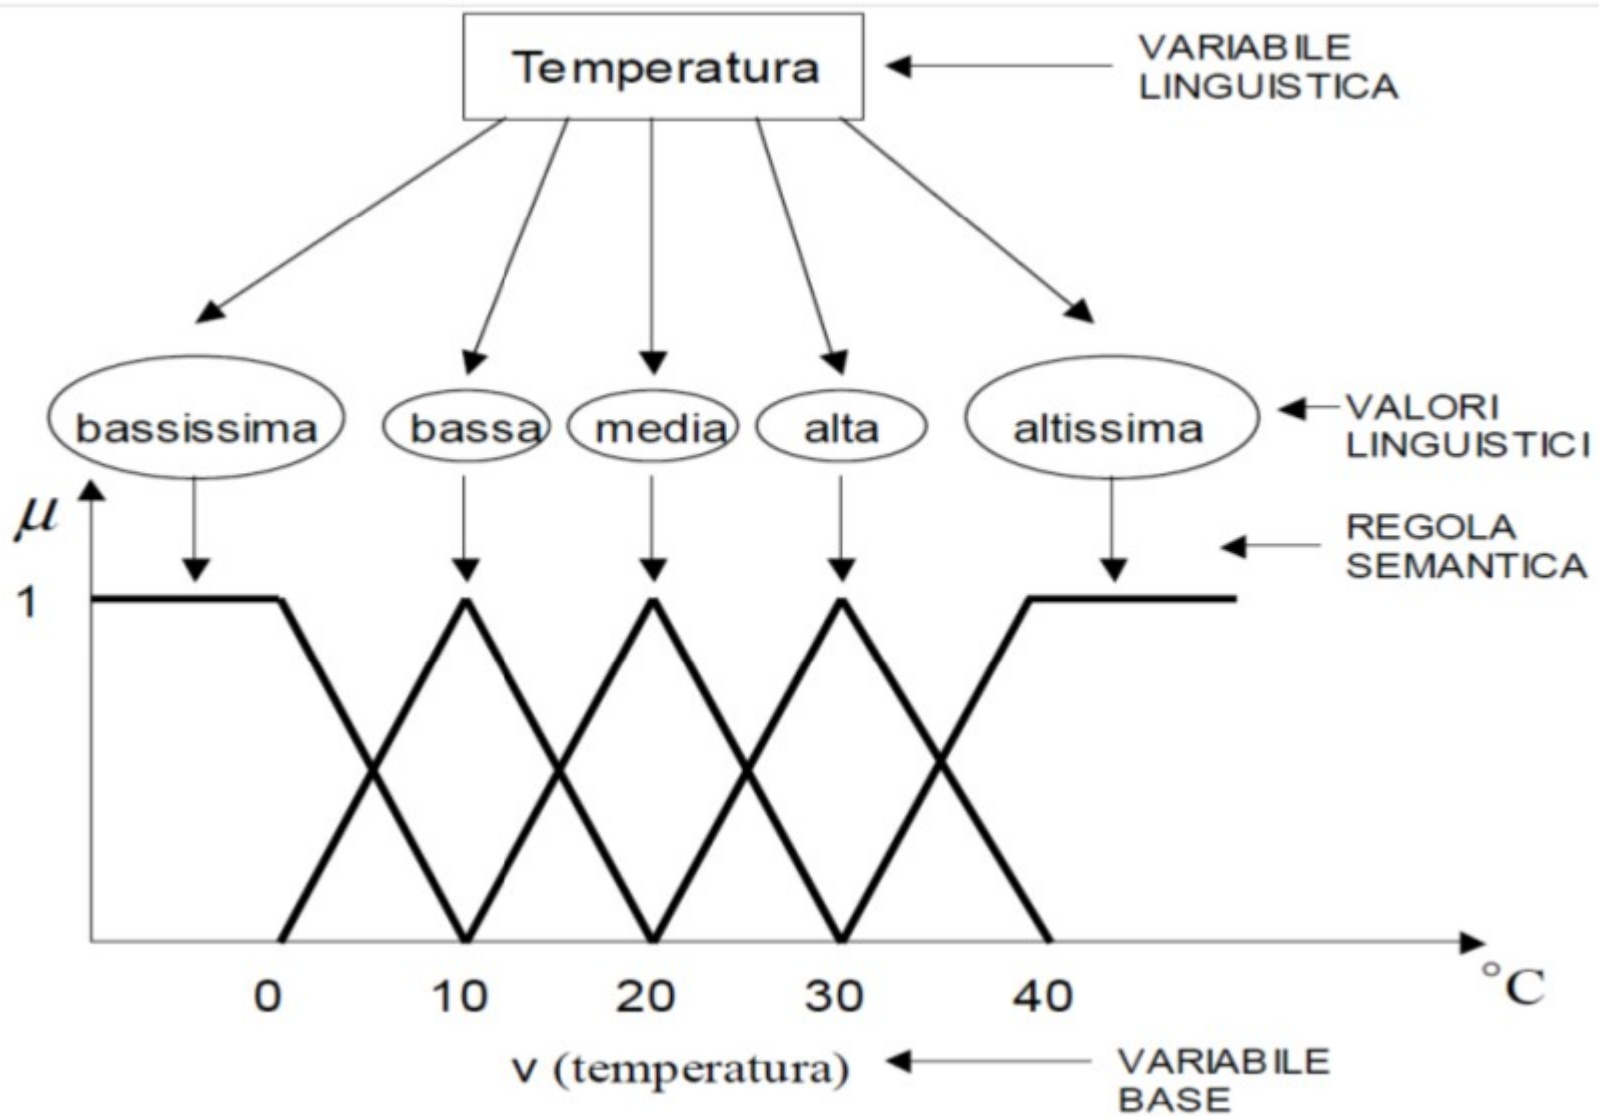 Temperatura
VARIABILE
LINGUISTICA
bassissima
bassa
media
alta
altissima
VALORI
LINGUISTICI
μ
REGOLA
SEMANTICA
1
0 10 20 30 40
°C
v (temperatura)
VARIABILE
BASE